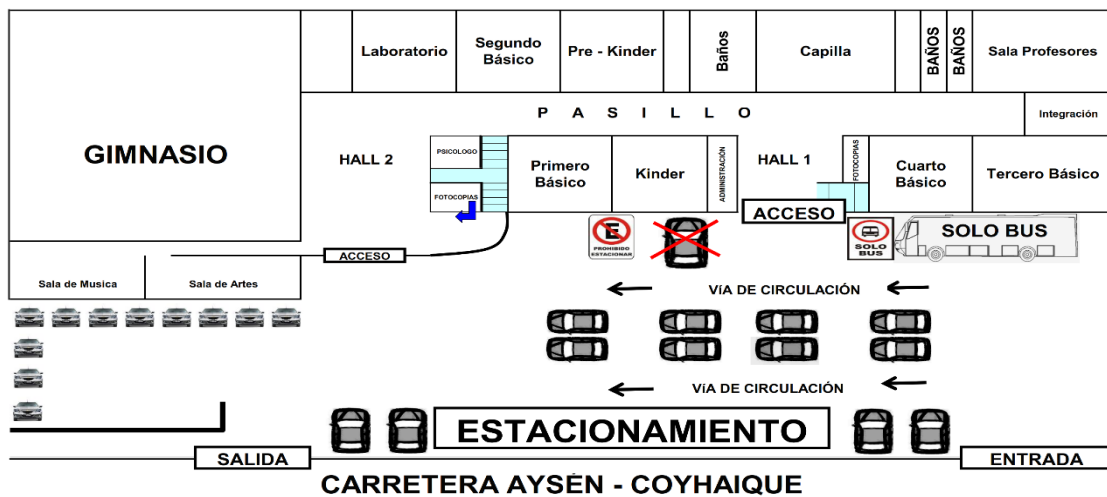 Laboratorio
Segundo
Básico
Pre - Kinder
Baños
Capilla
BAÑOS
BAÑOS
Sala Profesores
PASILLO
Integración
GIMNASIO
HALL 2
PSICOLOGO
FOTOCOPIAS
Primero
Básico
Kinder
ADMINISTRACIÓN
HALL 1
FOTOCOPIAS
Cuarto
Básico
Tercero Básico
ACCESO
E
PROHIBIDO
ESTACIONAR
SOLO
BUS
SOLO BUS
ACCESO
Sala de Musica
Sala de Artes
VíA DE CIRCULACIÓN
VíA DE CIRCULACIÓN
ESTACIONAMIENTO
SALIDA
ENTRADA
CARRETERA AYSÉN - COYHAIQUE